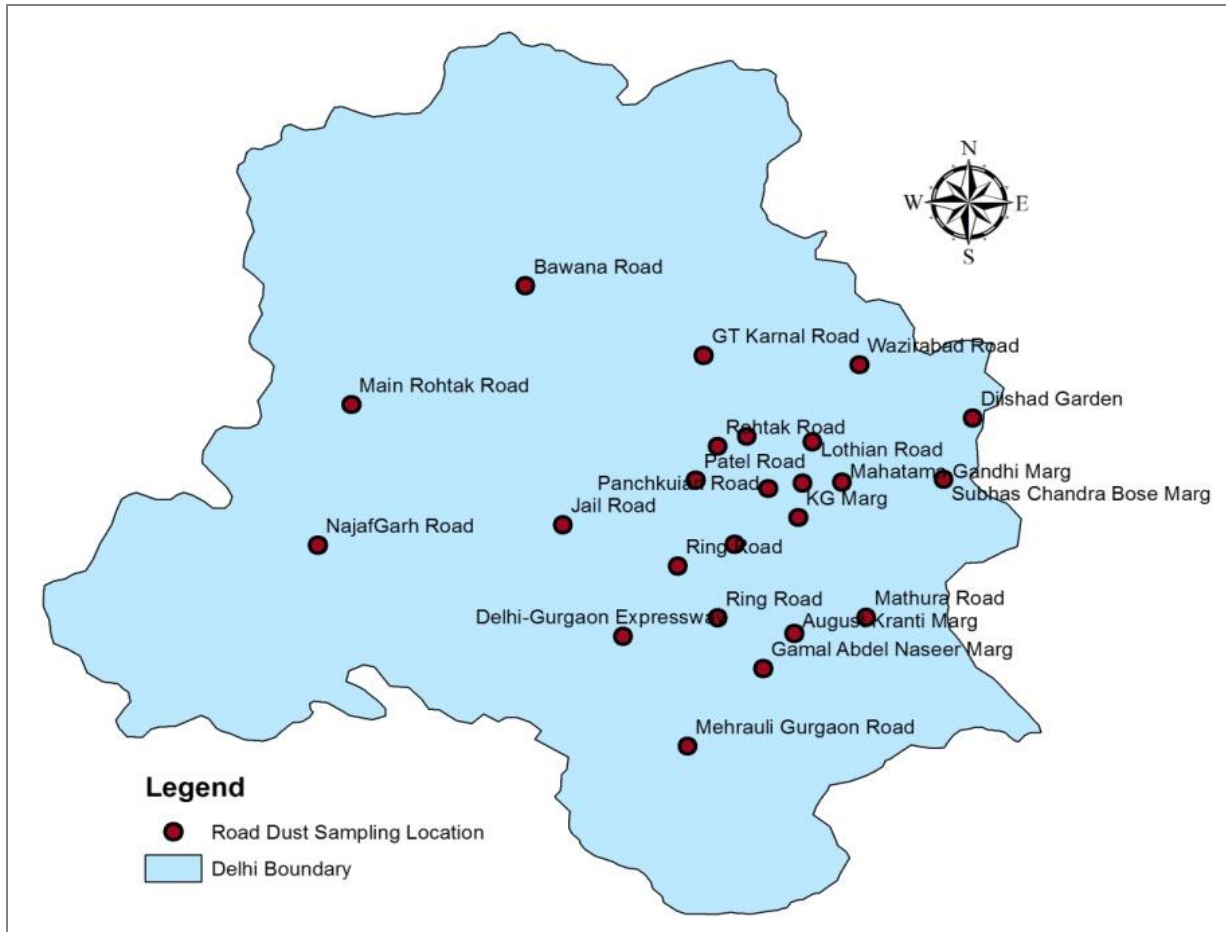 N
W
E
S
Bawana Road
GT Karnal Road
Wazirabad Road
Main Rohtak Road
Dilshad Garden
Rohtak Road
Lothian Road
Patel Road
Mahatama Gandhi Marg
Panchkuian Road
Subhas Chandra Bose Marg
KG Marg
Jail Road
NajafGarh Road
Ring Road
Ring Road
Mathura Road
Delhi-Gurgaon Expressway
August Kranti Marg
Gamal Abdel Naseer Marg
Mehrauli Gurgaon Road
Legend
Road Dust Sampling Location
Delhi Boundary